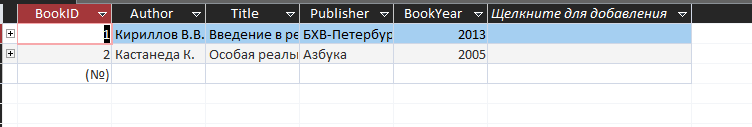 BookID Author Title Publisher BookYear Щелкните для добавления
1 Кириллов В.В. Введение в ре БХВ-Петербур 2013
2 Кастанеда К. Особая реаль Азбука 2005
(№)